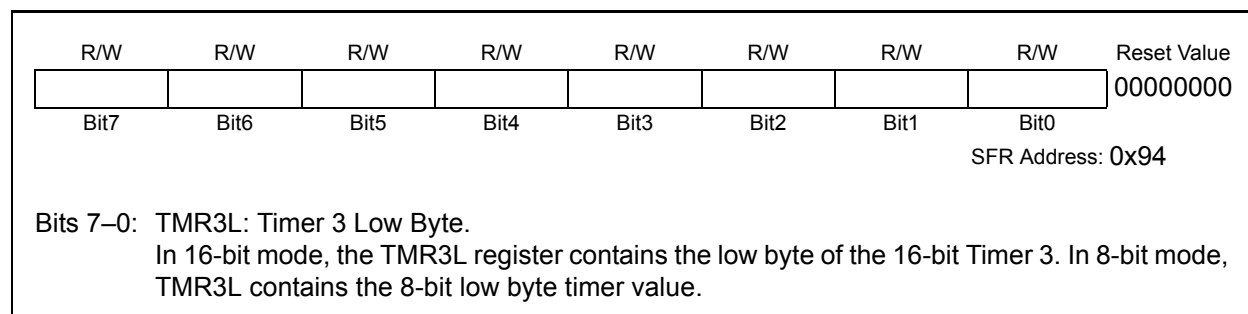 R/W R/W R/W R/W R/W R/W R/W R/W Reset Value
00000000
Bit7 Bit6 Bit5 Bit4 Bit3 Bit2 Bit1 Bit0
SFR Address: 0x94
Bits 7–0: TMR3L: Timer 3 Low Byte.
In 16-bit mode, the TMR3L register contains the low byte of the 16-bit Timer 3. In 8-bit mode,
TMR3L contains the 8-bit low byte timer value.